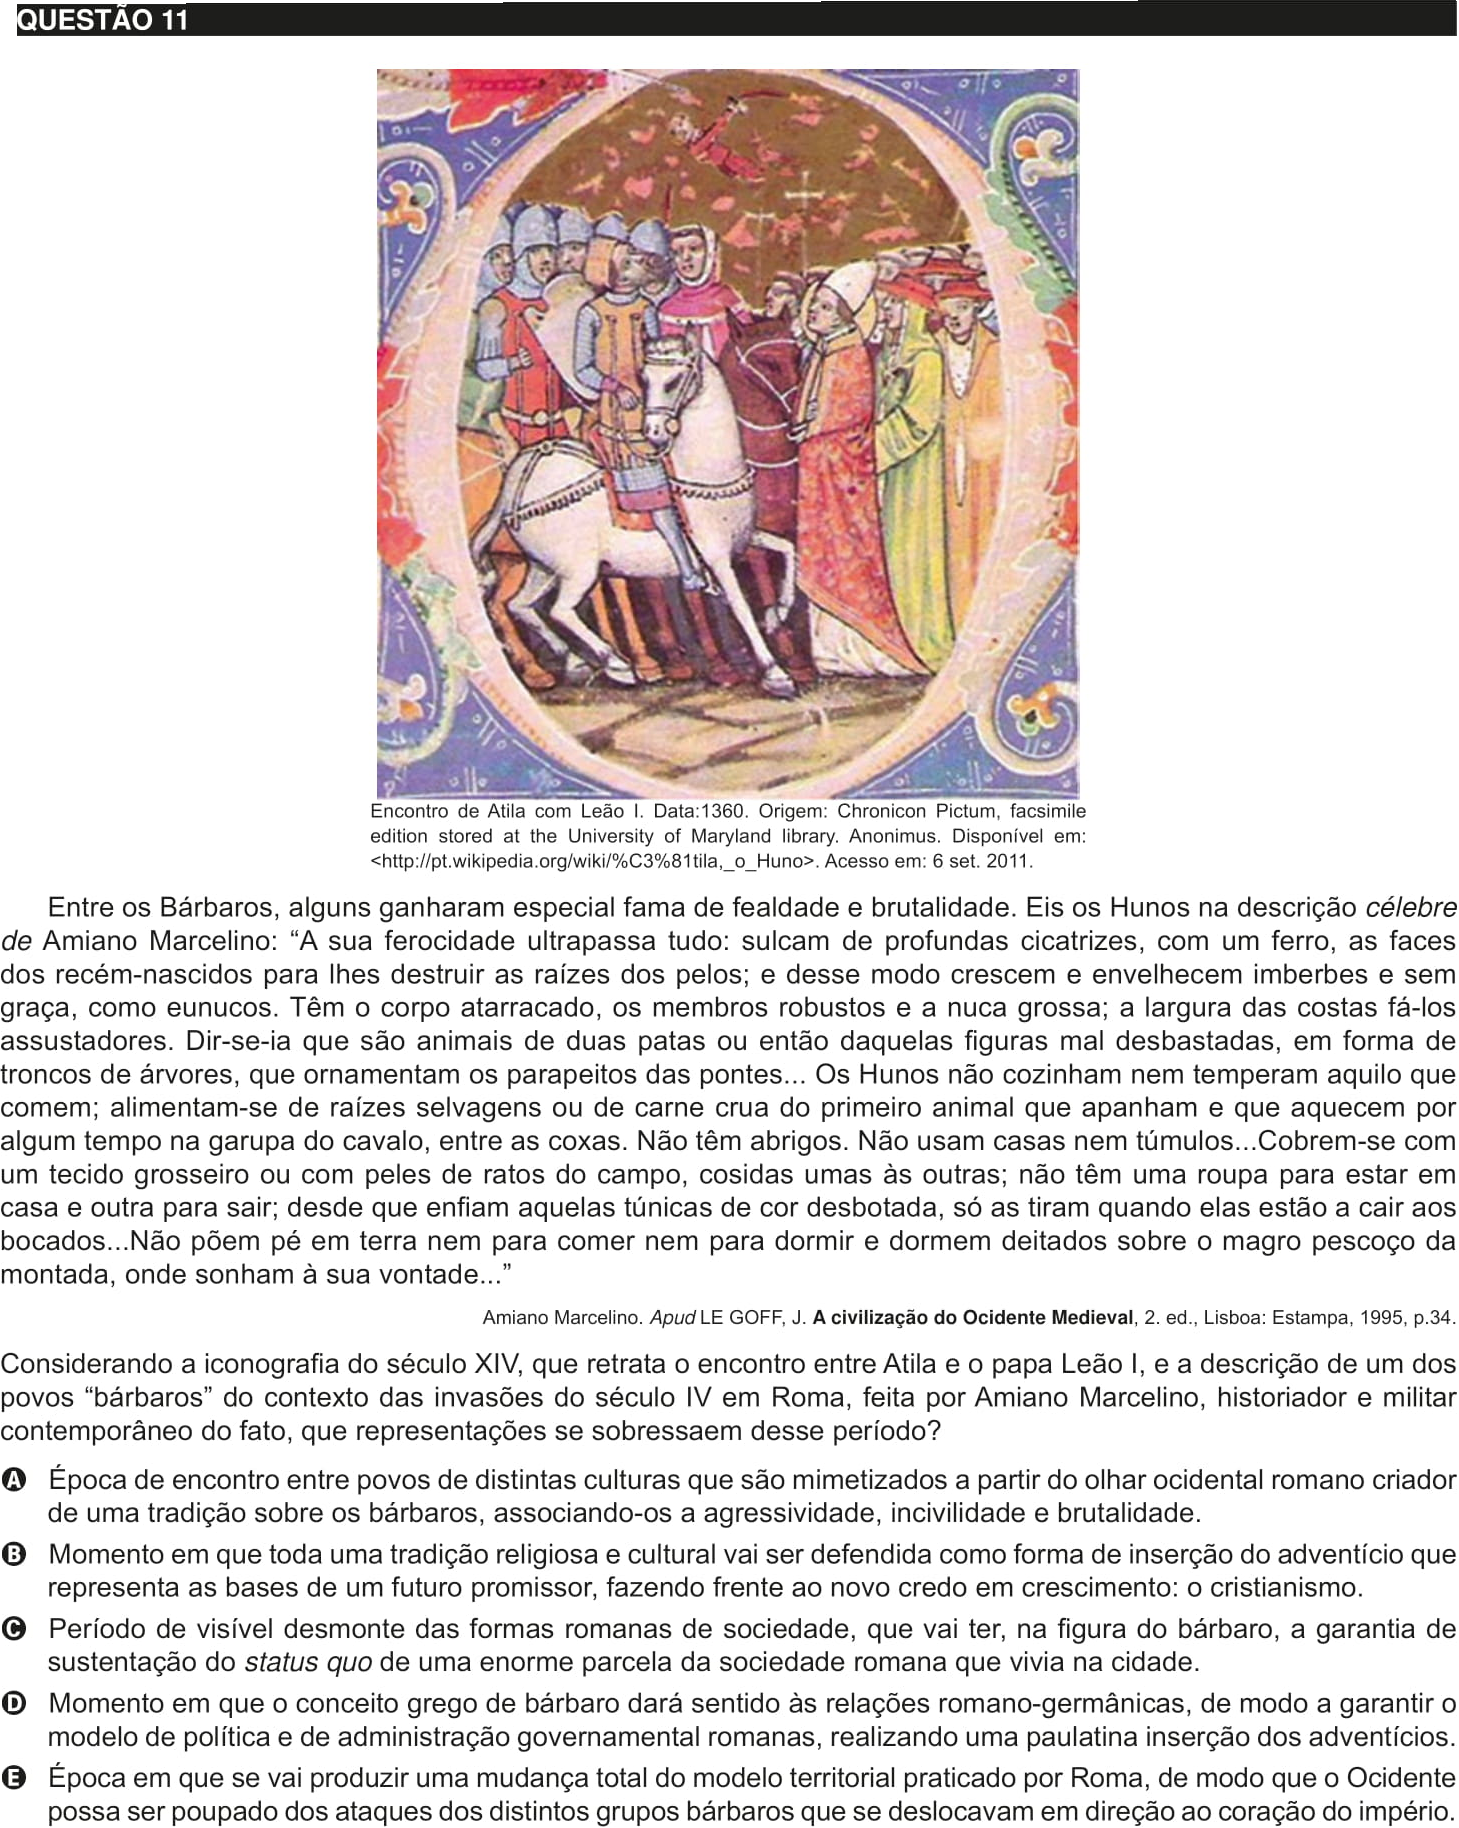 QUESTÃO 11
Encontro de Atila com Leão I. Data:1360. Origem: Chronicon Pictum, facsimile
edition stored at the University of Maryland library. Anonimus. Disponível em:
<http://pt.wikipedia.org/wiki/%C3%81tila,_o_Huno>. Acesso em: 6 set. 2011.
Entre os Bárbaros, alguns ganharam especial fama de fealdade e brutalidade. Eis os Hunos na descrição célebre
de Amiano Marcelino: “A sua ferocidade ultrapassa tudo: sulcam de profundas cicatrizes, com um ferro, as faces
dos recém-nascidos para lhes destruir as raízes dos pelos; e desse modo crescem e envelhecem imberbes e sem
graça, como eunucos. Têm o corpo atarracado, os membros robustos e a nuca grossa; a largura das costas fá-los
assustadores. Dir-se-ia que são animais de duas patas ou então daquelas figuras mal desbastadas, em forma de
troncos de árvores, que ornamentam os parapeitos das pontes... Os Hunos não cozinham nem temperam aquilo que
comem; alimentam-se de raízes selvagens ou de carne crua do primeiro animal que apanham e que aquecem por
algum tempo na garupa do cavalo, entre as coxas. Não têm abrigos. Não usam casas nem túmulos...Cobrem-se com
um tecido grosseiro ou com peles de ratos do campo, cosidas umas às outras; não têm uma roupa para estar em
casa e outra para sair; desde que enfiam aquelas túnicas de cor desbotada, só as tiram quando elas estão a cair aos
bocados...Não põem pé em terra nem para comer nem para dormir e dormem deitados sobre o magro pescoço da
montada, onde sonham à sua vontade...”
Amiano Marcelino. Apud LE GOFF, J. A civilização do Ocidente Medieval, 2. ed., Lisboa: Estampa, 1995, p.34.
Considerando a iconografia do século XIV, que retrata o encontro entre Atila e o papa Leão I, e a descrição de um dos
povos “bárbaros” do contexto das invasões do século IV em Roma, feita por Amiano Marcelino, historiador e militar
contemporâneo do fato, que representações se sobressaem desse período?
A Época de encontro entre povos de distintas culturas que são mimetizados a partir do olhar ocidental romano criador
de uma tradição sobre os bárbaros, associando-os a agressividade, incivilidade e brutalidade.
B Momento em que toda uma tradição religiosa e cultural vai ser defendida como forma de inserção do adventício que
representa as bases de um futuro promissor, fazendo frente ao novo credo em crescimento: o cristianismo.
C Período de visível desmonte das formas romanas de sociedade, que vai ter, na figura do bárbaro, a garantia de
sustentação do status quo de uma enorme parcela da sociedade romana que vivia na cidade.
D Momento em que o conceito grego de bárbaro dará sentido às relações romano-germânicas, de modo a garantir o
modelo de política e de administração governamental romanas, realizando uma paulatina inserção dos adventícios.
E Época em que se vai produzir uma mudança total do modelo territorial praticado por Roma, de modo que o Ocidente
possa ser poupado dos ataques dos distintos grupos bárbaros que se deslocavam em direção ao coração do império.